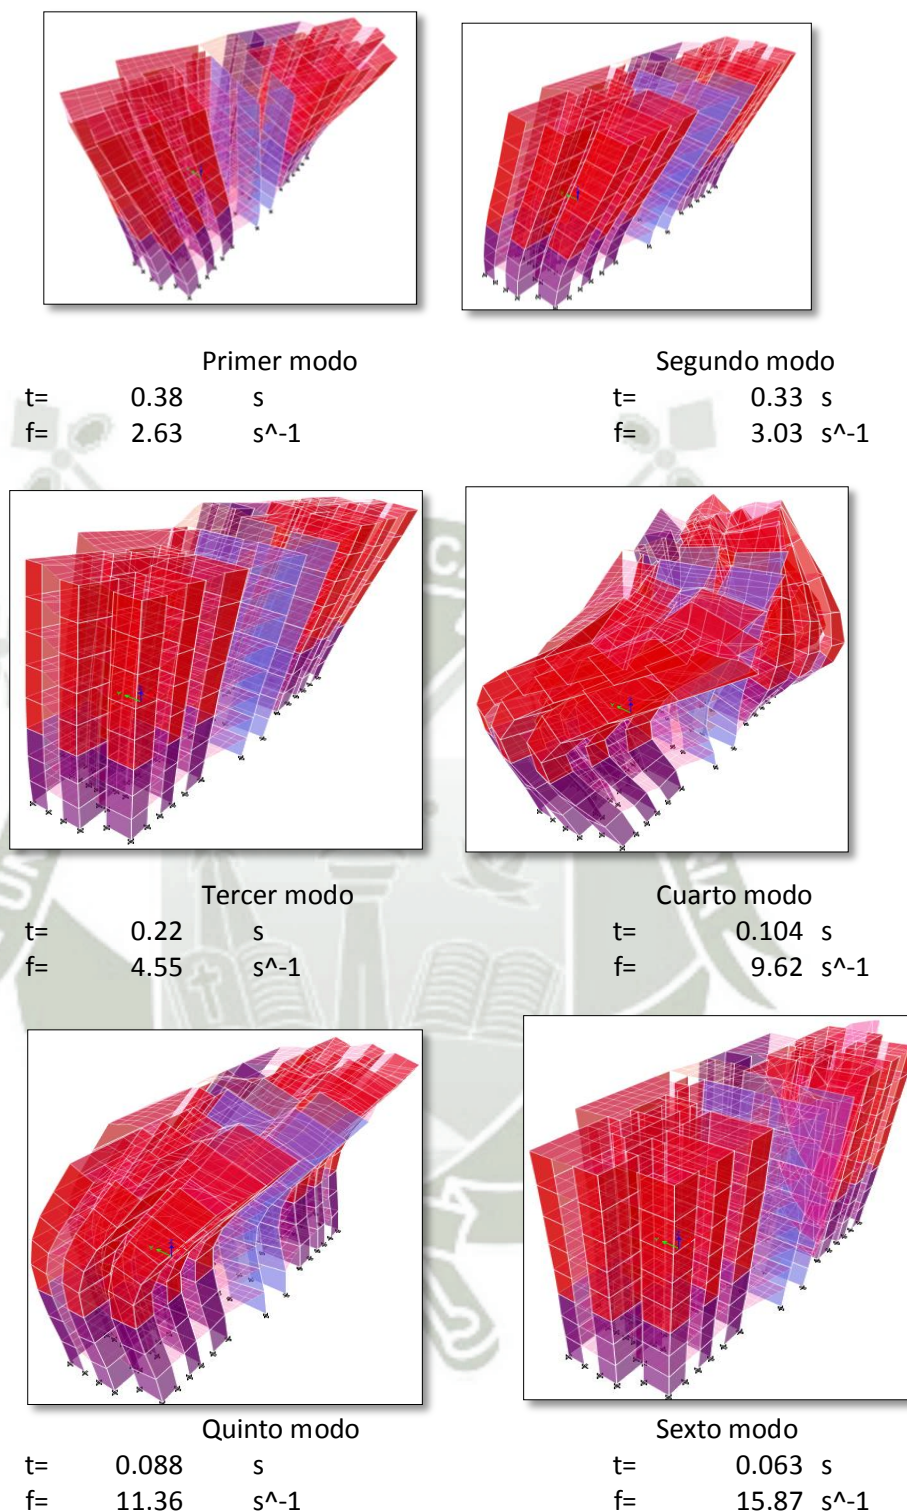 Primer modo Segundo modo
t= 0.38 s t= 0.33 s
f= 2.63 s^-1 f= 3.03 s^-1
Tercer modo Cuarto modo
t= 0.22 s t= 0.104 s
f= 4.55 s^-1 f= 9.62 s^-1
Quinto modo Sexto modo
t= 0.088 s t= 0.063 s
f= 11.36 s^-1 f= 15.87 s^-1